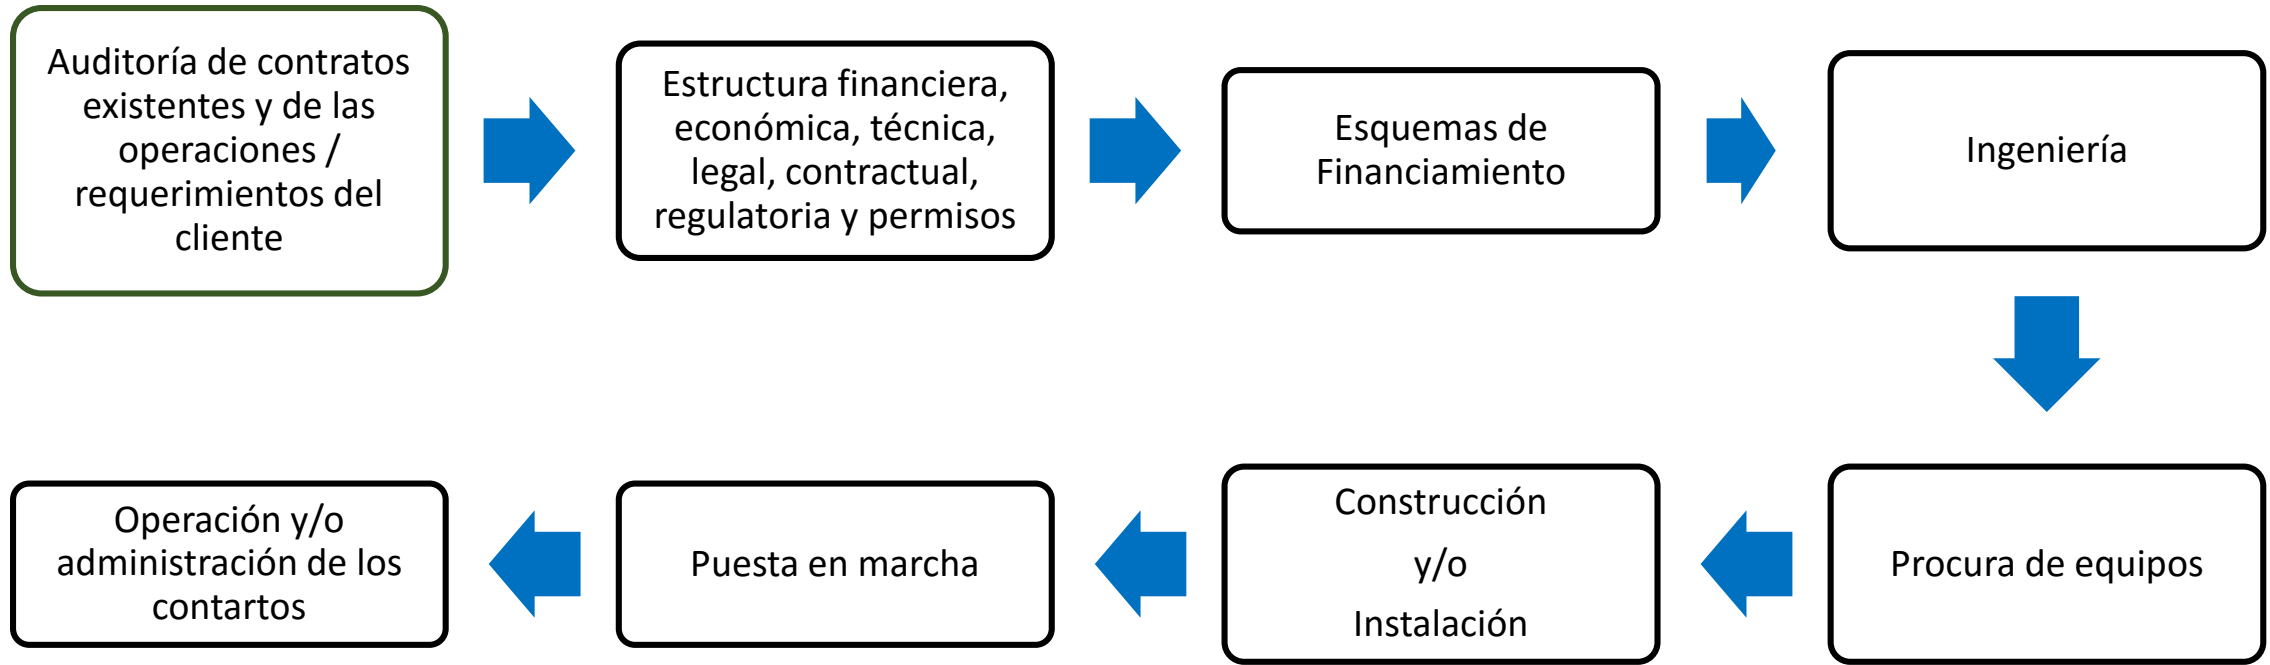 Auditoría de contratos
existentes y de las
operaciones /
requerimientos del
cliente
Estructura financiera,
económica, técnica,
legal, contractual,
regulatoria y permisos
Esquemas de
Financiamiento
Ingeniería
Procura de equipos
Construcción
y/o
Instalación
Puesta en marcha
Operación y/o
administración de los
contartos